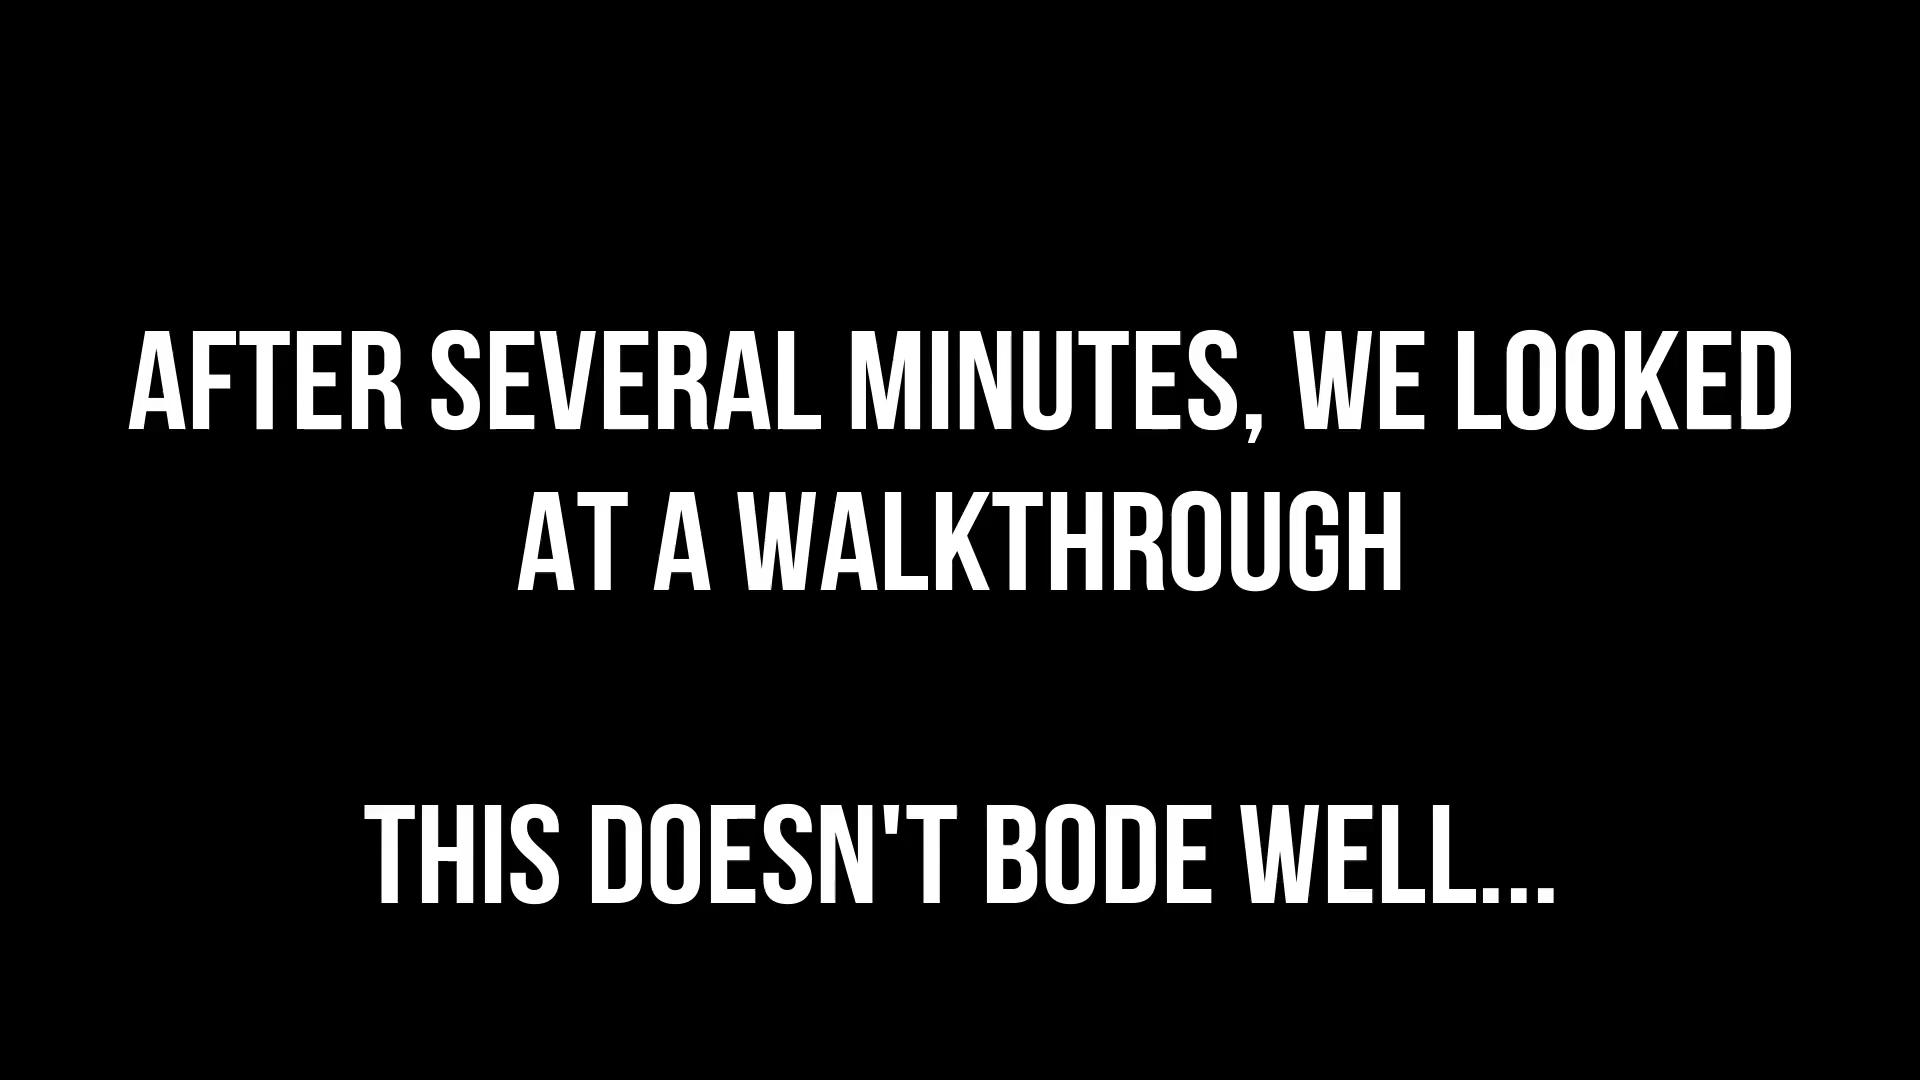 AFTER SEVERAL MINUTES, WE LOOKED
AT A WALKTHROUGH
THIS DOESN'T BODE WELL...